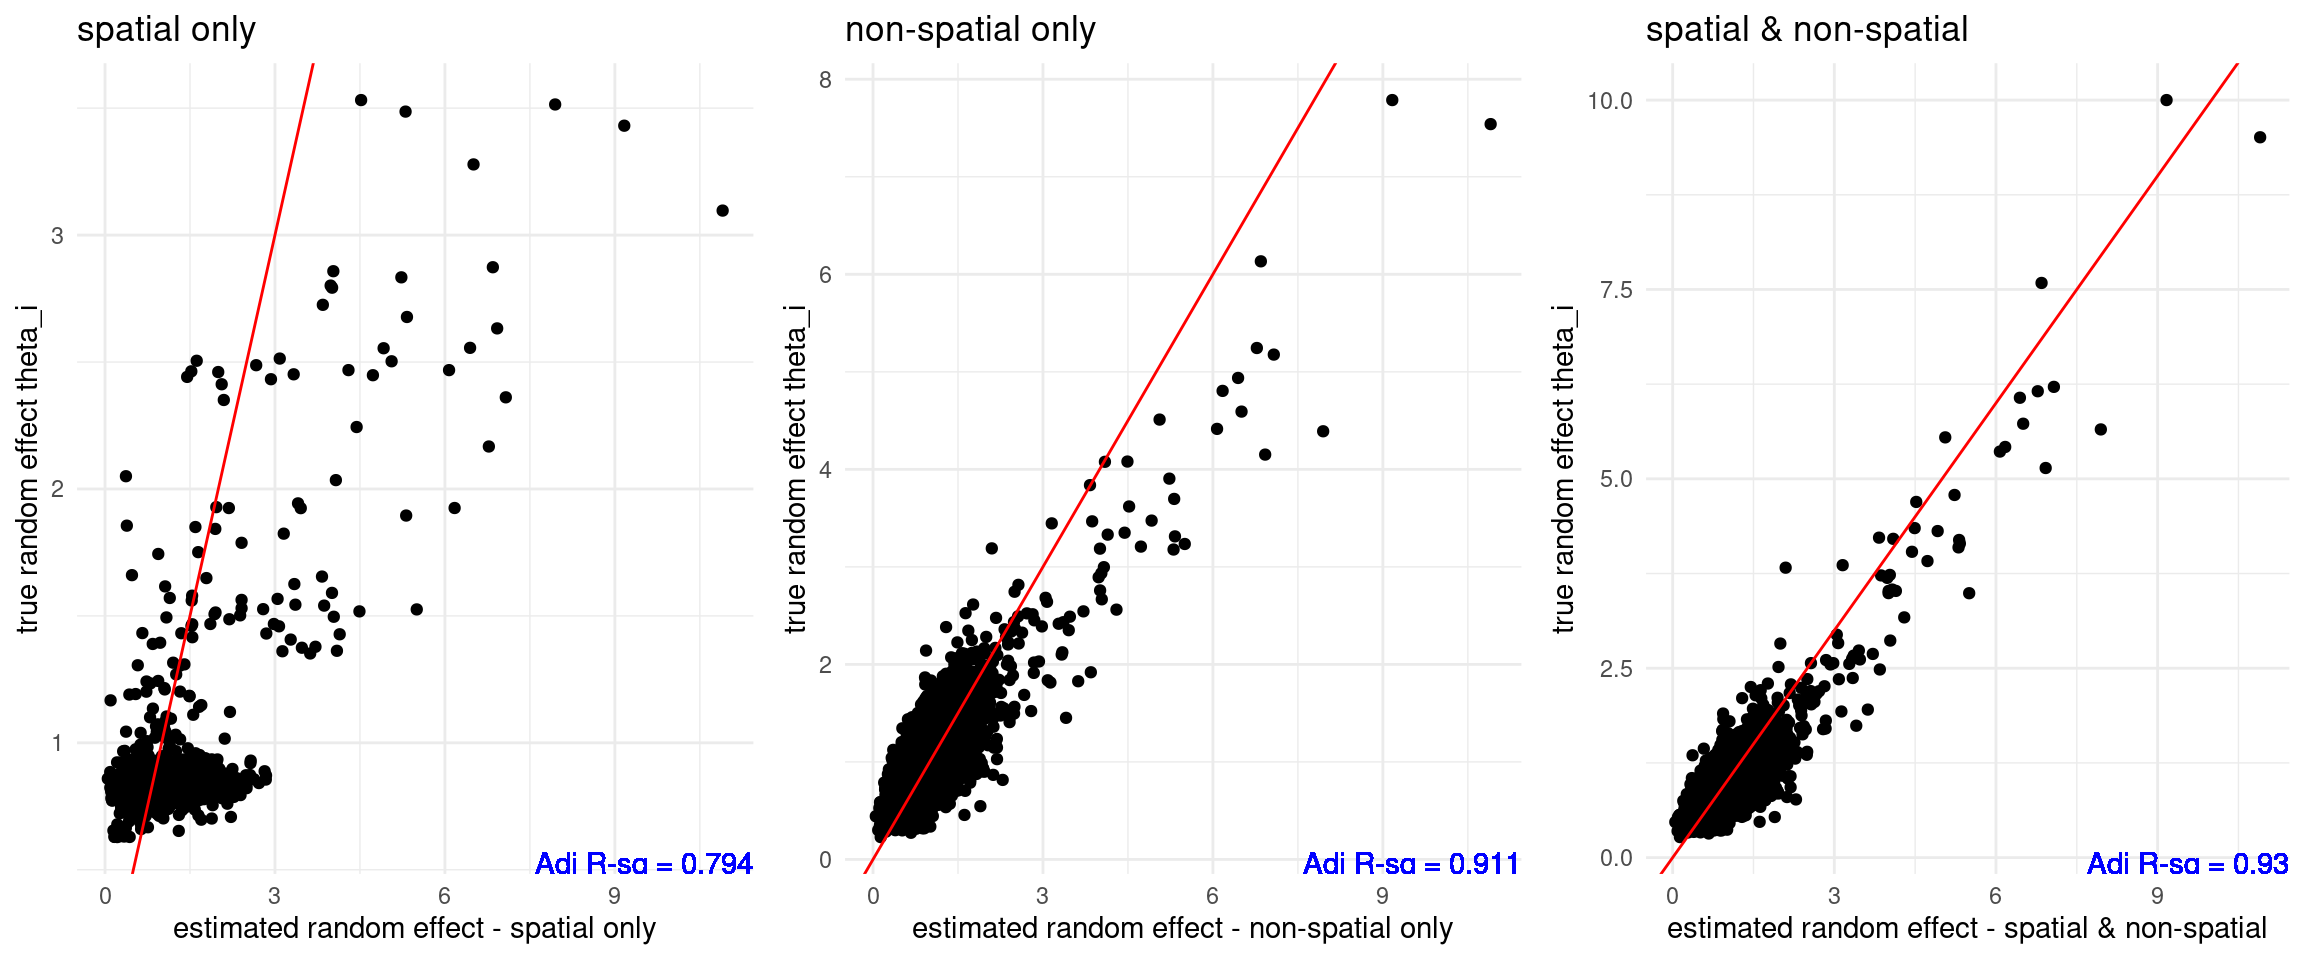 spatial only
true random effect theta_i
3
2
1
0
3
6
9
Adj R-sq = 0.794
estimated random effect - spatial only
non-spatial only
true random effect theta_i
8
6
4
2
0
0
3
6
9
Adj R-sq = 0.911
estimated random effect - non-spatial only
spatial & non-spatial
true random effect theta_i
10.0
7.5
5.0
2.5
0.0
0
3
6
9
Adj R-sq = 0.93
estimated random effect - spatial & non-spatial